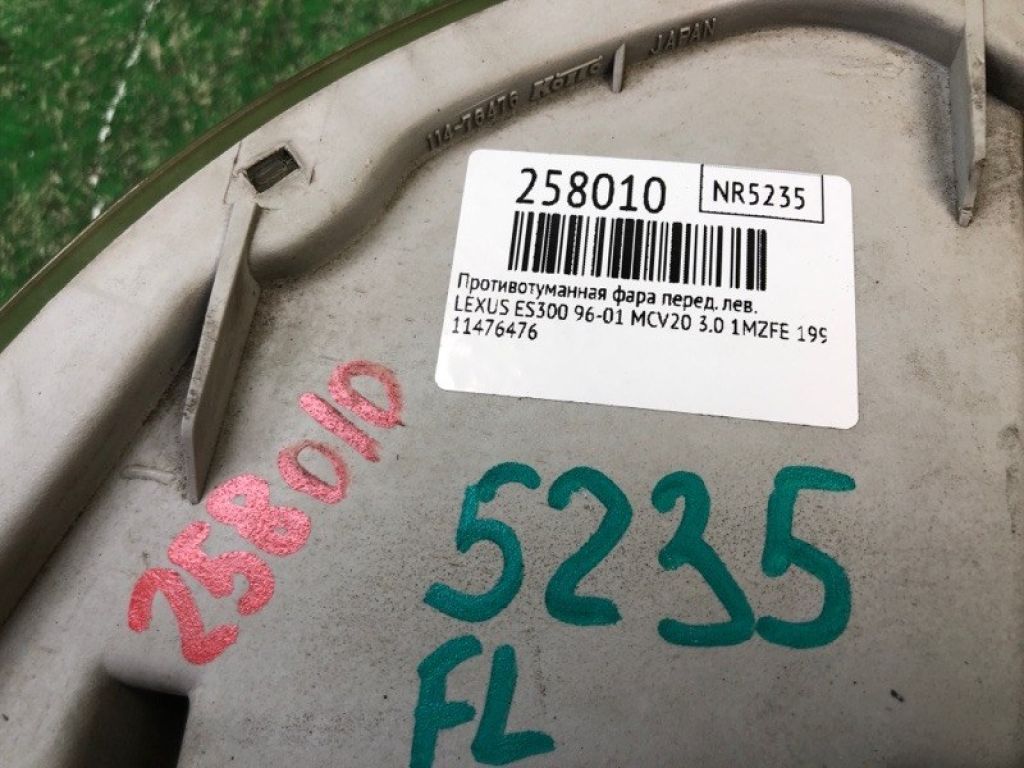 114-76476 Koito JAPAN
258010 NR5235
Противотуманная фара перед. лев.
LEXUS ES300 96-01 MCV20 3.0 1MZFE 199
11476476
258010
5235
FL